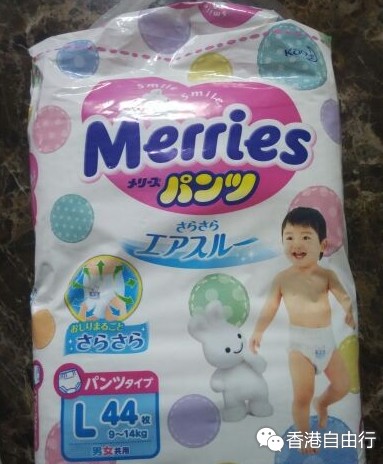 Smile Smile
Kao
Merries
メリーズ パンツ
さらさら
エアスルー
おしりまるごと
さらさら
パンツタイプ
L 44枚
9~14kg
男女共用
香港自由行